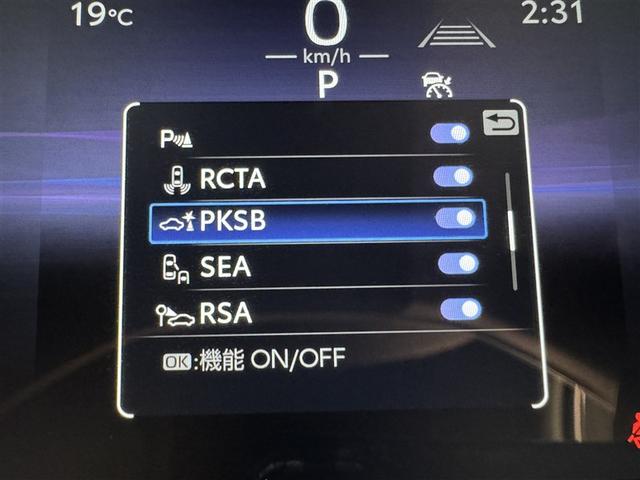 19°C
0
2:31
km/h
P
P
RCTA
PKSB
SEA
RSA
OK:機能 ON/OFF